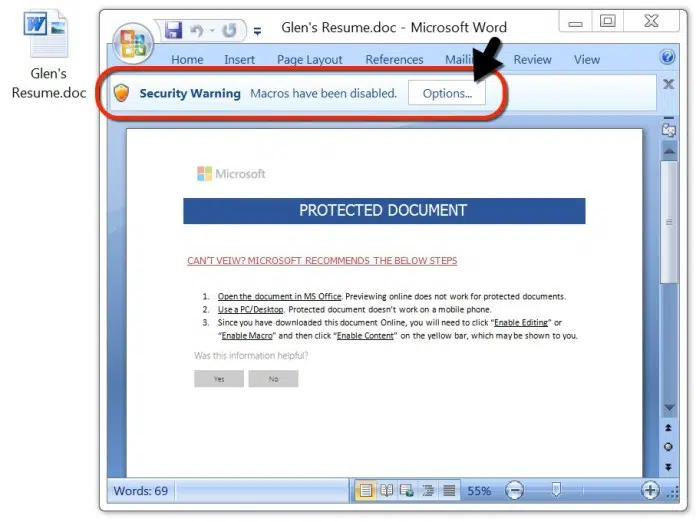 Glen's
Resume.doc
Glen's Resume.doc - Microsoft Word
Home Insert Page Layout References Mailin Review View
Security Warning Macros have been disabled. Options...
Microsoft
PROTECTED DOCUMENT
CAN'T VEIW? MICROSOFT RECOMMENDS THE BELOW STEPS
1. Open the document in MS Office. Previewing online does not work for protected documents.
2. Use a PC/Desktop. Protected document doesn't work on a mobile phone.
3. Since you have downloaded this document Online, you will need to click “Enable Editing” or
“Enable Macro” and then click “Enable Content” on the yellow bar, which may be shown to you.
Was this information helpful?
Yes No
Words: 69 55%